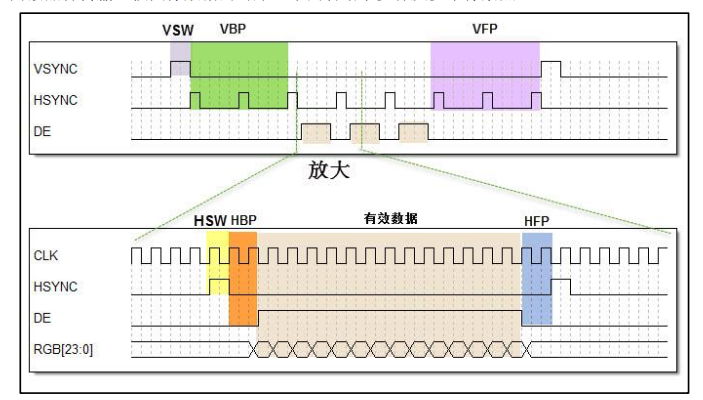 VSW VBP VFP
VSYNC
HSYNC
DE
放大
HSW HBP 有效数据 HFP
CLK
HSYNC
DE
RGB[23:0]